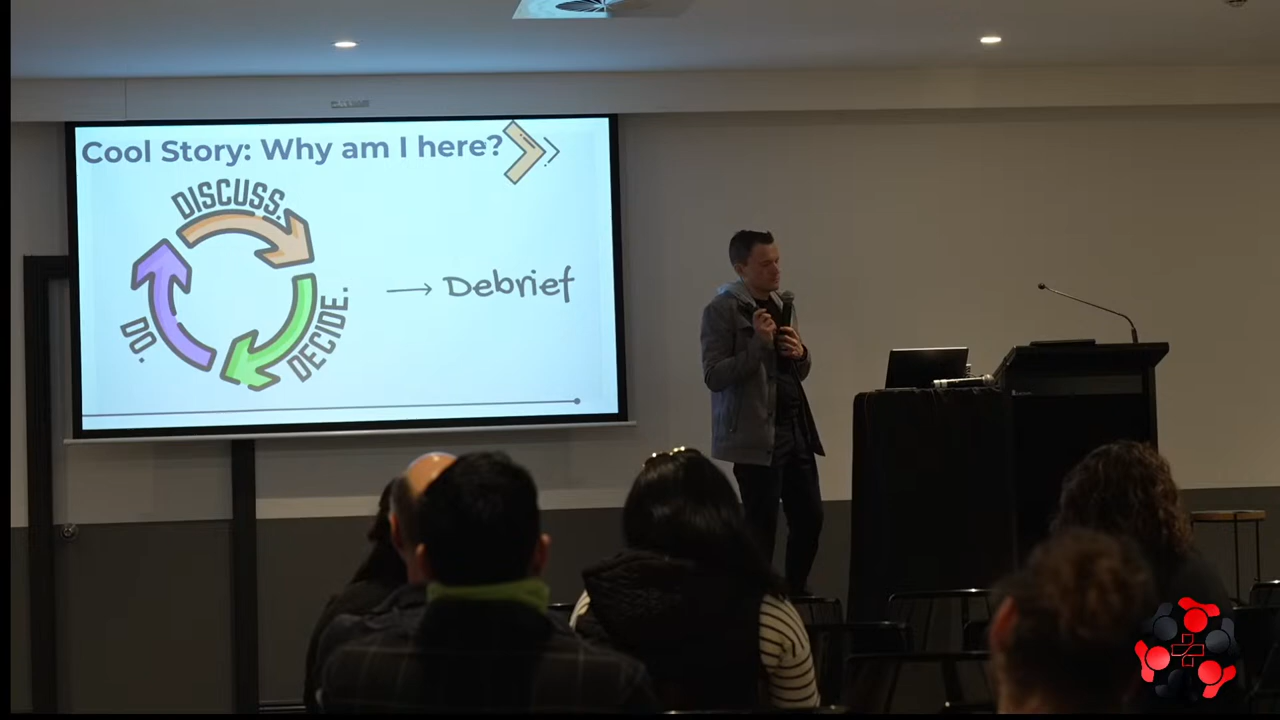 Cool Story: Why am I here?
DISCUSS.
DECIDE.
DO.
→ Debrief